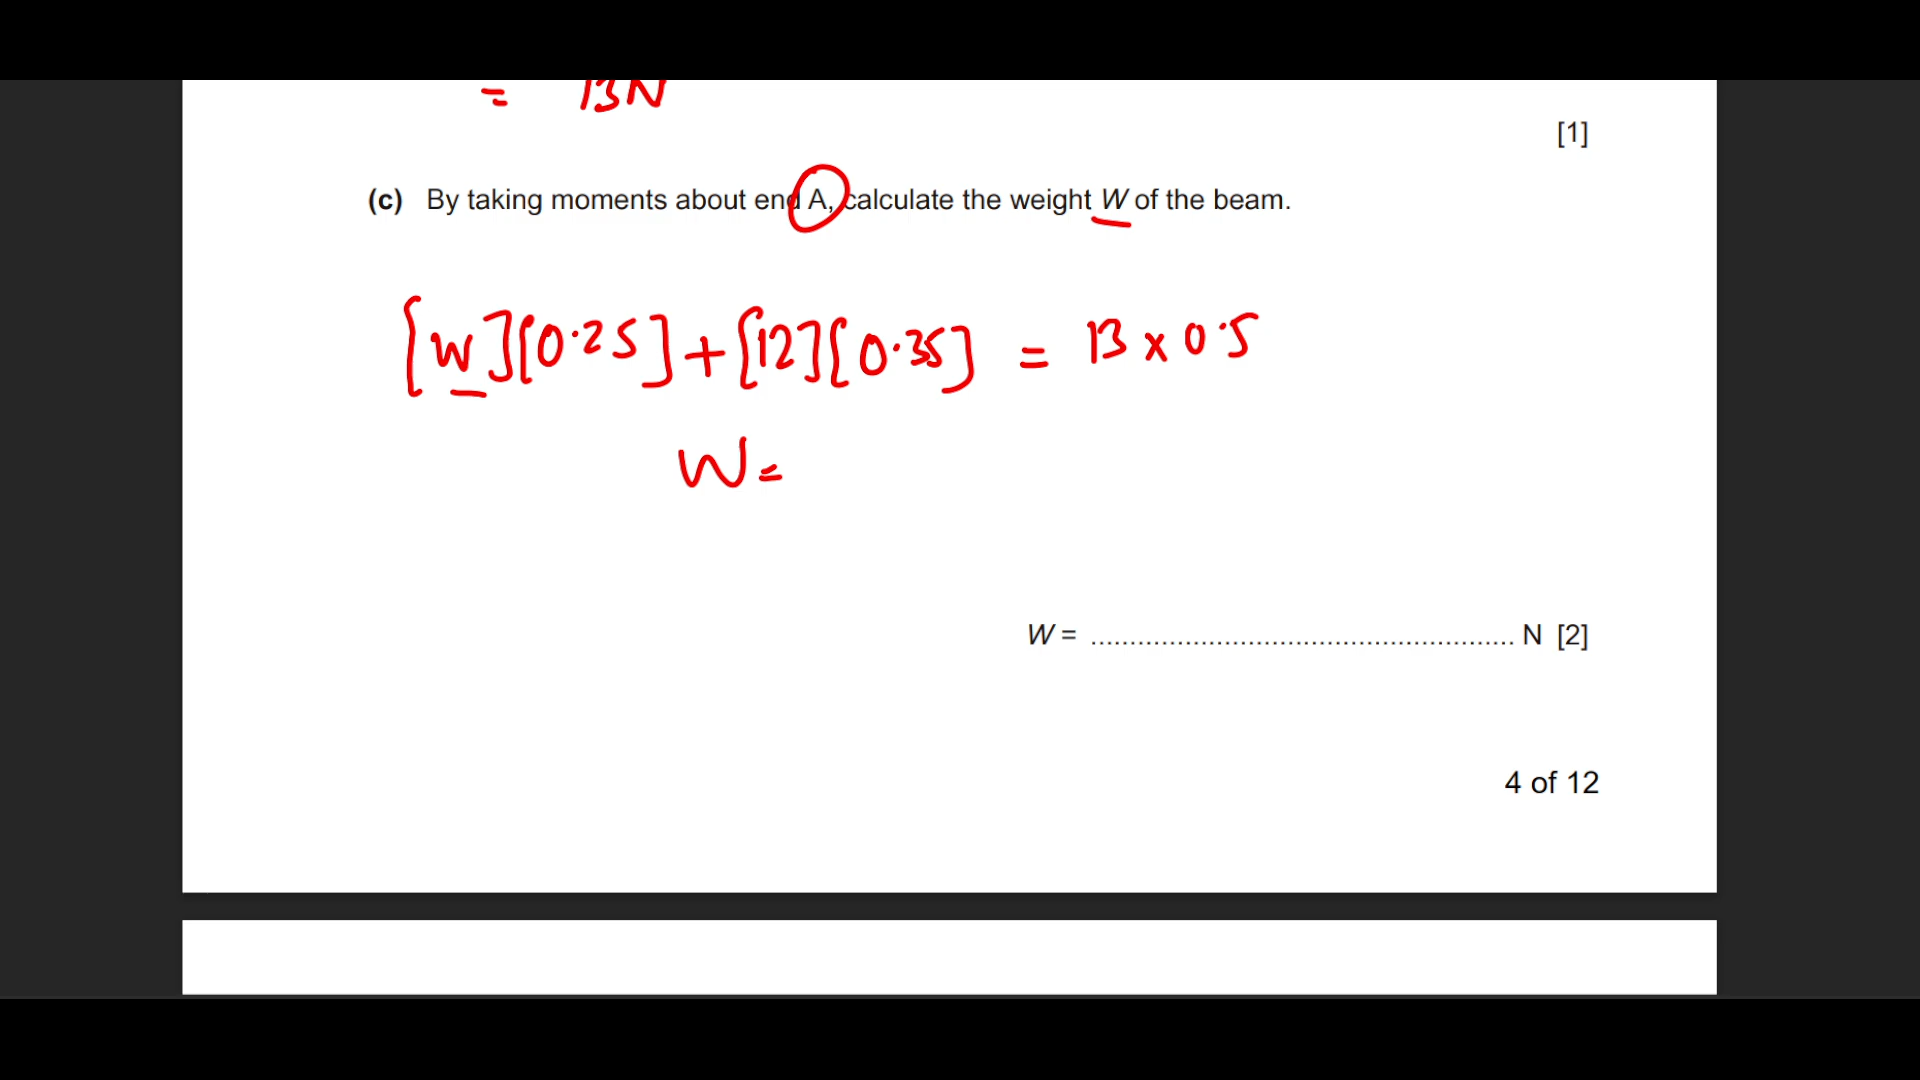 = 13N
[1]
(c) By taking moments about end A, calculate the weight W of the beam.
[W][0.25] + [12][0.35] = 13 x 0.5
W =
W = ...................................................... N [2]
4 of 12